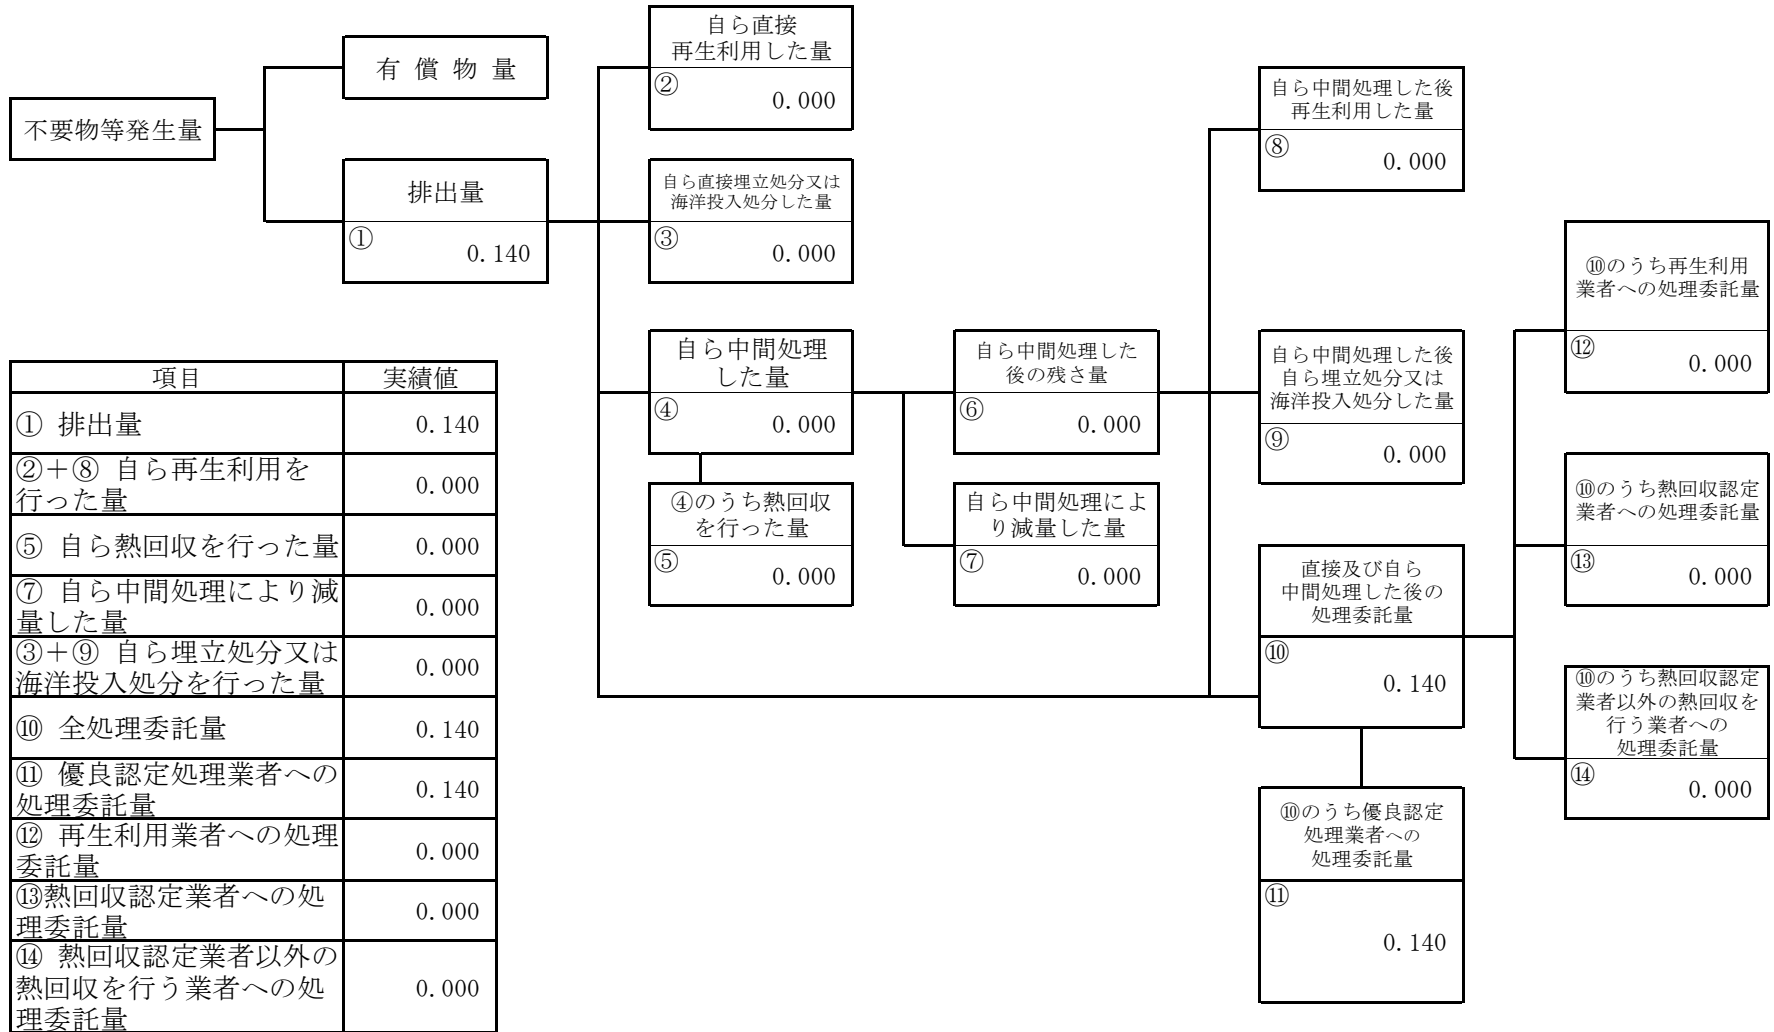 不要物等発生量
有 償 物 量
排出量
①
0.140
自ら直接
再生利用した量
②
0.000
自ら直接埋立処分又は
海洋投入処分した量
③
0.000
自ら中間処理
した量
④
0.000
④のうち熱回収
を行った量
⑤
0.000
自ら中間処理した
後の残さ量
⑥
0.000
自ら中間処理によ
り減量した量
⑦
0.000
自ら中間処理した後
再生利用した量
⑧
0.000
自ら中間処理した後
自ら埋立処分又は
海洋投入処分した量
⑨
0.000
直接及び自ら
中間処理した後の
処理委託量
⑩
0.140
⑩のうち優良認定
処理業者への
処理委託量
⑪
0.140
⑩のうち再生利用
業者への処理委託量
⑫
0.000
⑩のうち熱回収認定
業者への処理委託量
⑬
0.000
⑩のうち熱回収認定
業者以外の熱回収を
行う業者への
処理委託量
⑭
0.000
項目 実績値
① 排出量 0.140
②＋⑧ 自ら再生利用を
行った量 0.000
⑤ 自ら熱回収を行った量 0.000
⑦ 自ら中間処理により減
量した量 0.000
③＋⑨ 自ら埋立処分又は
海洋投入処分を行った量 0.000
⑩ 全処理委託量 0.140
⑪ 優良認定処理業者への
処理委託量 0.140
⑫ 再生利用業者への処理
委託量 0.000
⑬熱回収認定業者への処
理委託量 0.000
⑭ 熱回収認定業者以外の
熱回収を行う業者への処 0.000
理委託量